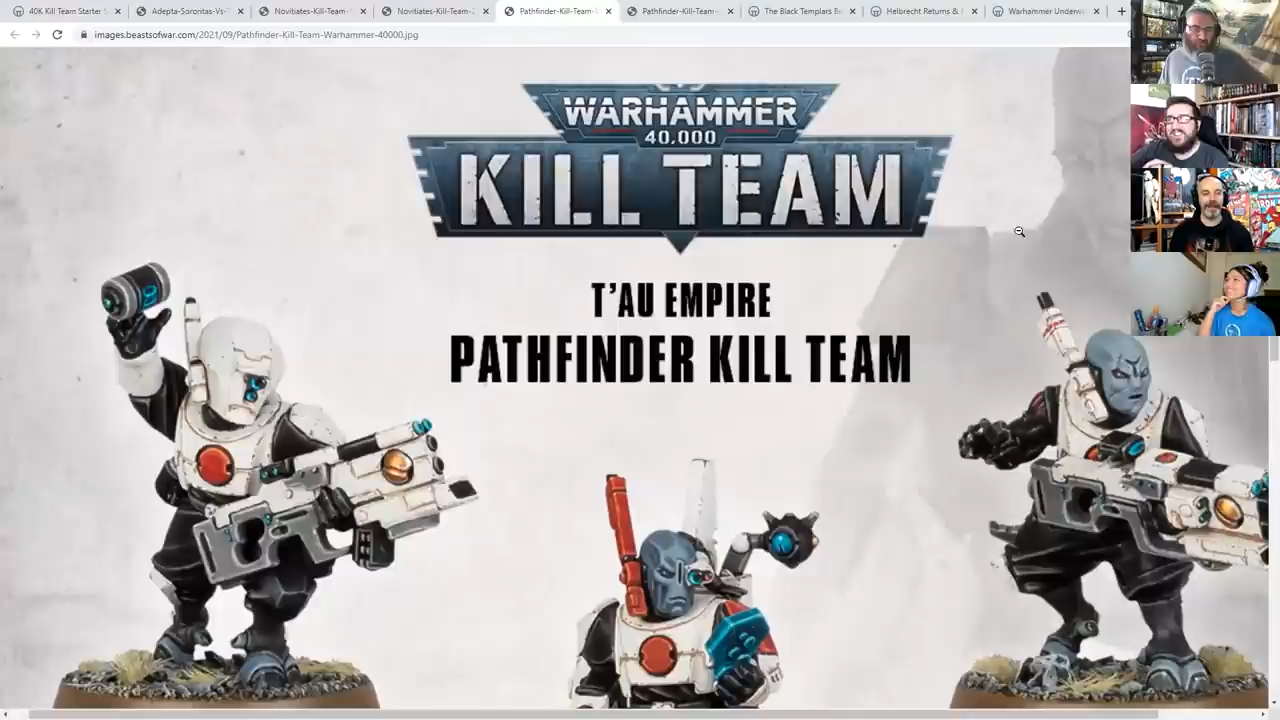 40K Kill Team Starter S
Adepta-Sororitas-Vs-T
Novitiates-Kill-Team-
Novitiates-Kill-Team-
Pathfinder-Kill-Team-
Pathfinder-Kill-Team-
The Black Templars Be
Helbrecht Returns &
Warhammer Underw
images.beastsofwar.com/2021/09/Pathfinder-Kill-Team-Warhammer-40000.jpg
WARHAMMER
40,000
KILL TEAM
T'AU EMPIRE
PATHFINDER KILL TEAM